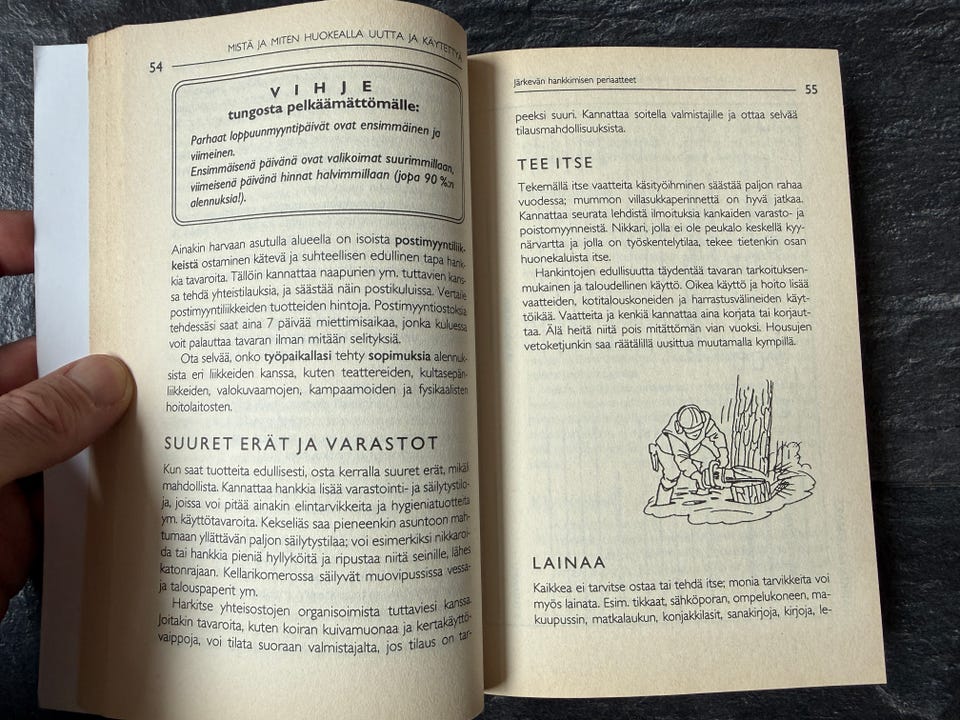 54
MISTÄ JA MITEN HUOKEALLA UUTTA JA KÄYTETTYÄ
VIHJE
tungosta pelkäämättömälle:
Parhaat loppuunmyyntipäivät ovat ensimmäinen ja
viimeinen.
Ensimmäisenä päivänä ovat valikoimat suurimmillaan,
viimeisenä päivänä hinnat halvimmillaan (jopa 90 %:n
alennuksia!).
Ainakin harvaan asutulla alueella on isoista postimyyntiliik-
keistä ostaminen kätevä ja suhteellisen edullinen tapa hank-
kia tavaroita. Tällöin kannattaa naapurien ym. tuttavien kans-
sa tehdä yhteistilauksia, ja säästää näin postikuluissa. Vertaile
postimyyntiliikkeiden tuotteiden hintoja. Postimyyntiostoksia
tehdessäsi saat aina 7 päivää miettimisaikaa, jonka kuluessa
voit palauttaa tavaran ilman mitään selityksiä.
Ota selvää, onko työpaikallasi tehty sopimuksia alennuk-
sista eri liikkeiden kanssa, kuten teattereiden, kultasepän-
liikkeiden, valokuvaamojen, kampaamoiden ja fysikaalisten
hoitolaitosten.
SUURET ERÄT JA VARASTOT
Kun saat tuotteita edullisesti, osta kerralla suuret erät, mikäli
mahdollista. Kannattaa hankkia lisää varastointi- ja säilytystilo-
ja, joissa voi pitää ainakin elintarvikkeita ja hygieniatuotteita
ym. käyttötavaroita. Kekseliäs saa pieneenkin asuntoon mah-
tumaan yllättävän paljon säilytystilaa; voi esimerkiksi nikkaroi-
da tai hankkia pieniä hyllyköitä ja ripustaa niitä seinille, lähes
katonrajaan. Kellarikomerossa säilyvät muovipussissa vessa-
ja talouspaperit ym.
Harkitse yhteisostojen organisoimista tuttaviesi kanssa.
Joitakin tavaroita, kuten koiran kuivamuonaa ja kertakäyttö-
vaippoja, voi tilata suoraan valmistajalta, jos tilaus on tar-
Järkevän hankkimisen periaatteet
55
peeksi suuri. Kannattaa soitella valmistajille ja ottaa selvää
tilausmahdollisuuksista.
TEE ITSE
Tekemällä itse vaatteita käsityöihminen säästää paljon rahaa
vuodessa; mummon villasukkaperinnettä on hyvä jatkaa.
Kannattaa seurata lehdistä ilmoituksia kankaiden varasto- ja
poistomyynneistä. Nikkari, jolla ei ole peukalo keskellä kyy-
närvartta ja jolla on työskentelytilaa, tekee tietenkin osan
huonekaluista itse.
Hankintojen edullisuutta täydentää tavaran tarkoituksen-
mukainen ja taloudellinen käyttö. Oikea käyttö ja hoito lisää
vaatteiden, kotitalouskoneiden ja harrastusvälineiden käyt-
töikää. Vaatteita ja kenkiä kannattaa aina korjata tai korjaut-
taa. Älä heitä niitä pois mitättömän vian vuoksi. Housujen
vetoketjunkin saa räätälillä uusittua muutamalla kympillä.
LAINAA
Kaikkea ei tarvitse ostaa tai tehdä itse; monia tarvikkeita voi
myös lainata. Esim. tikkaat, sähköporan, ompelukoneen, ma-
kuupussin, matkalaukun, konjakkilasit, sanakirjoja, kirjoja, le-